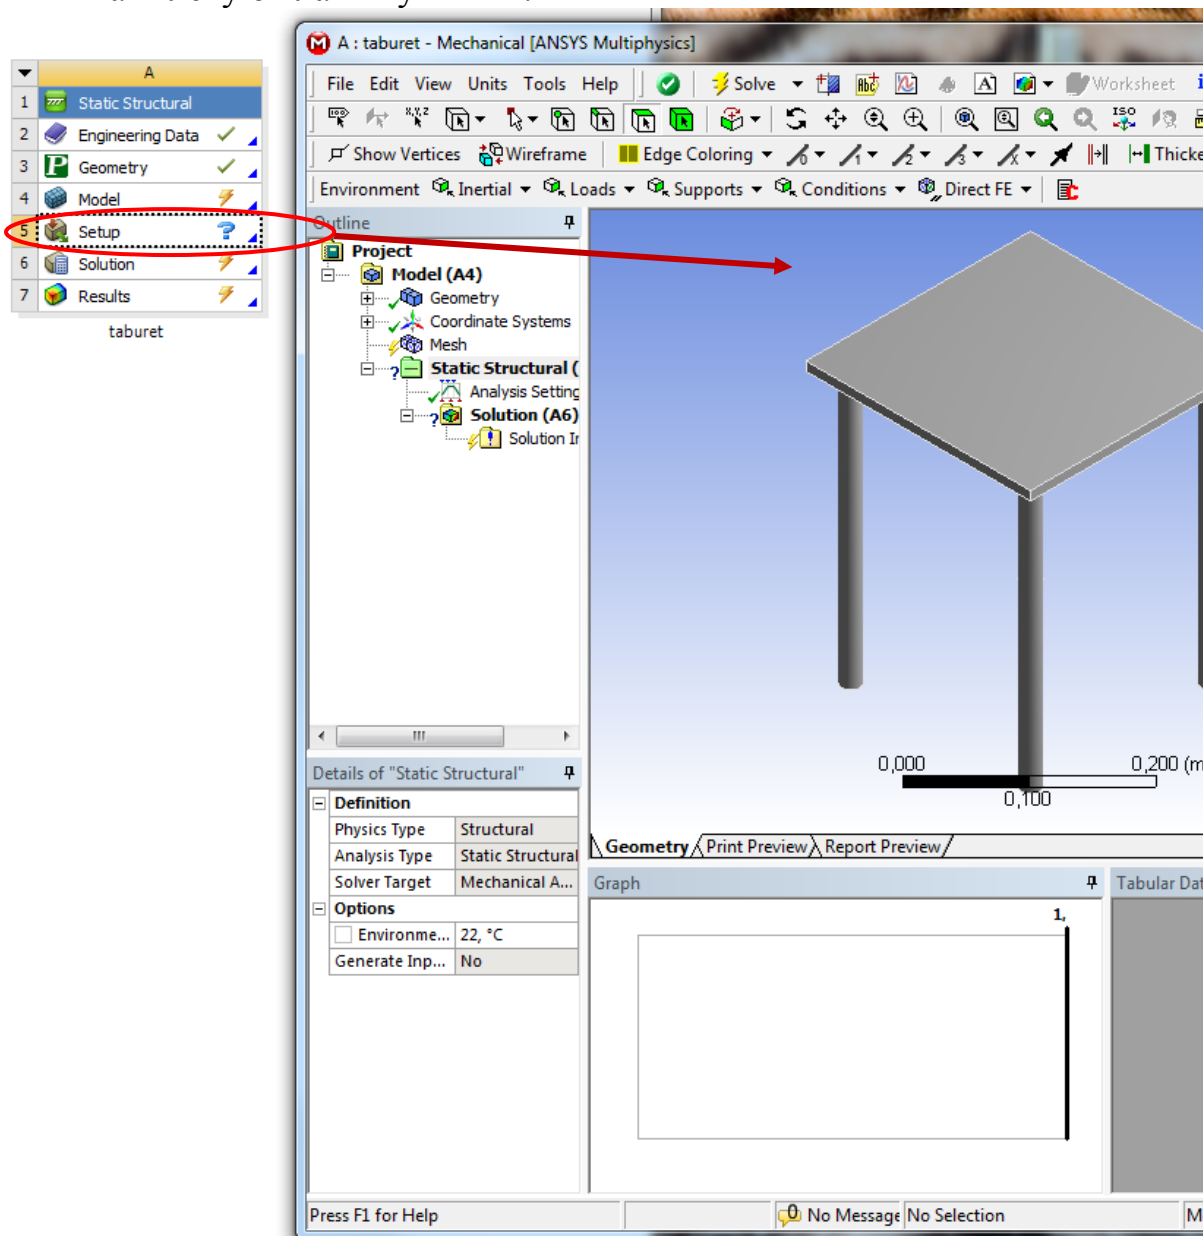 A : taburet - Mechanical [ANSYS Multiphysics]
File Edit View Units Tools Help Solve Worksheet
Show Vertices Wireframe Edge Coloring Thicke
Environment Inertial Loads Supports Conditions Direct FE
A
1 Static Structural
2 Engineering Data
3 Geometry
4 Model
5 Setup
6 Solution
7 Results
taburet
Outline
Project
Model (A4)
Geometry
Coordinate Systems
Mesh
Static Structural (
Analysis Setting
Solution (A6)
Solution Ir
0,000 0,200 (m
0,100
Geometry Print Preview Report Preview
Details of "Static Structural"
Definition
Physics Type Structural
Analysis Type Static Structural
Solver Target Mechanical A...
Options
Environme... 22, °C
Generate Inp... No
Graph
1,
Tabular Dat
Press F1 for Help
0 No Message No Selection M